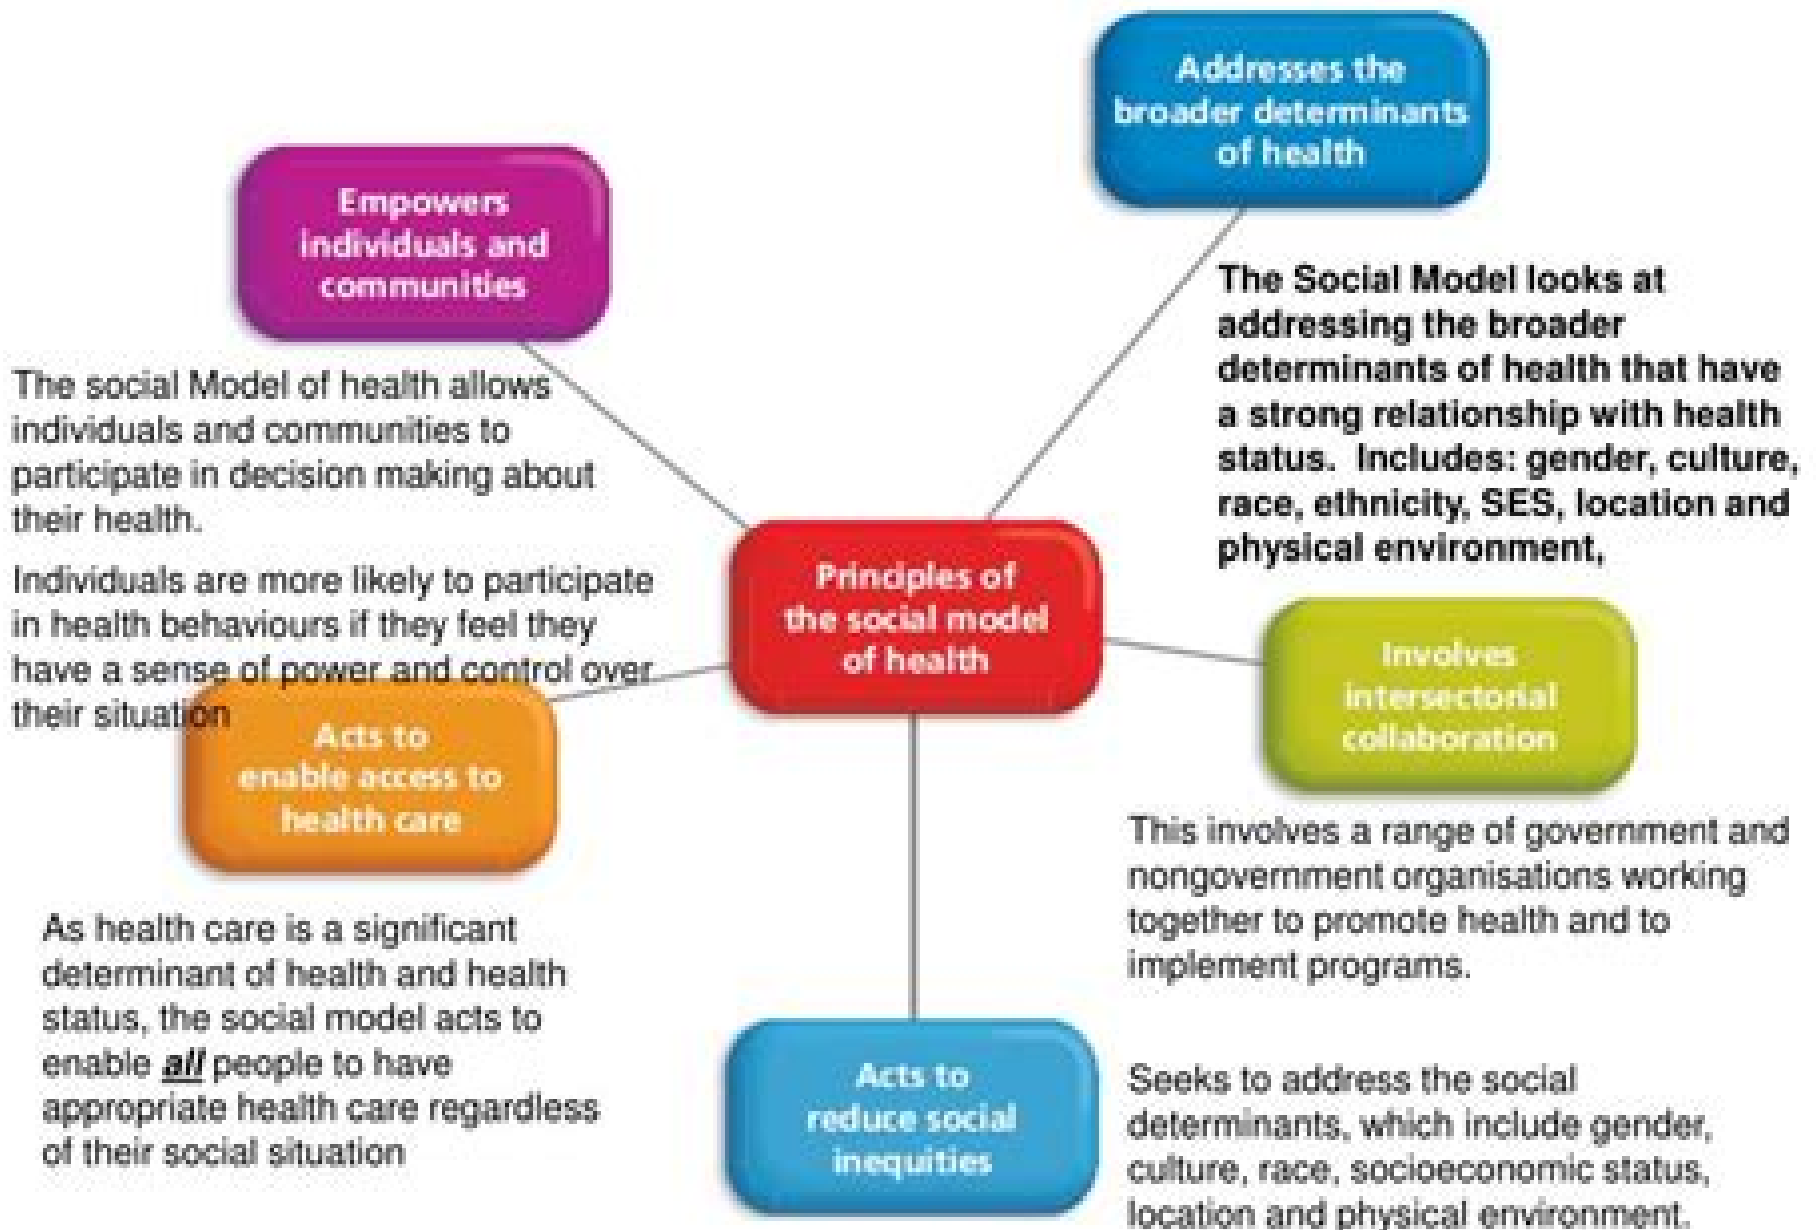 Addresses the
broader determinants
of health
Empowers
individuals and
communities
The Social Model looks at
addressing the broader
determinants of health that have
a strong relationship with health
status.  Includes: gender, culture,
race, ethnicity, SES, location and
physical environment,
The social Model of health allows
individuals and communities to
participate in decision making about
their health.
Individuals are more likely to participate
in health behaviours if they feel they
have a sense of power and control over
their situation
Principles of
the social model
of health
Involves
intersectorial
collaboration
Acts to
enable access to
health care
This involves a range of government and
nongovernment organisations working
together to promote health and to
implement programs.
As health care is a significant
determinant of health and health
status, the social model acts to
enable all people to have
appropriate health care regardless
of their social situation
Acts to
reduce social
inequities
Seeks to address the social
determinants, which include gender,
culture, race, socioeconomic status,
location and physical environment.